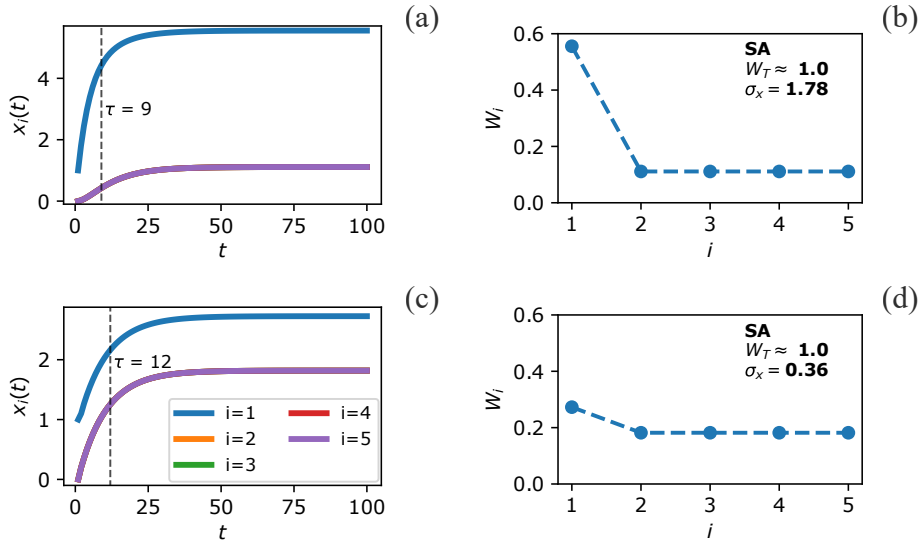 (a)
4
2
0
x_i(t)
τ = 9
0 25 50 75 100
t
(b)
0.6
0.4
0.2
0.0
W_i
SA
W_T ≈ 1.0
σ_x = 1.78
1 2 3 4 5
i
(c)
2
1
0
x_i(t)
τ = 12
i=1 i=4
i=2 i=5
i=3
0 25 50 75 100
t
(d)
0.6
0.4
0.2
0.0
W_i
SA
W_T ≈ 1.0
σ_x = 0.36
1 2 3 4 5
i